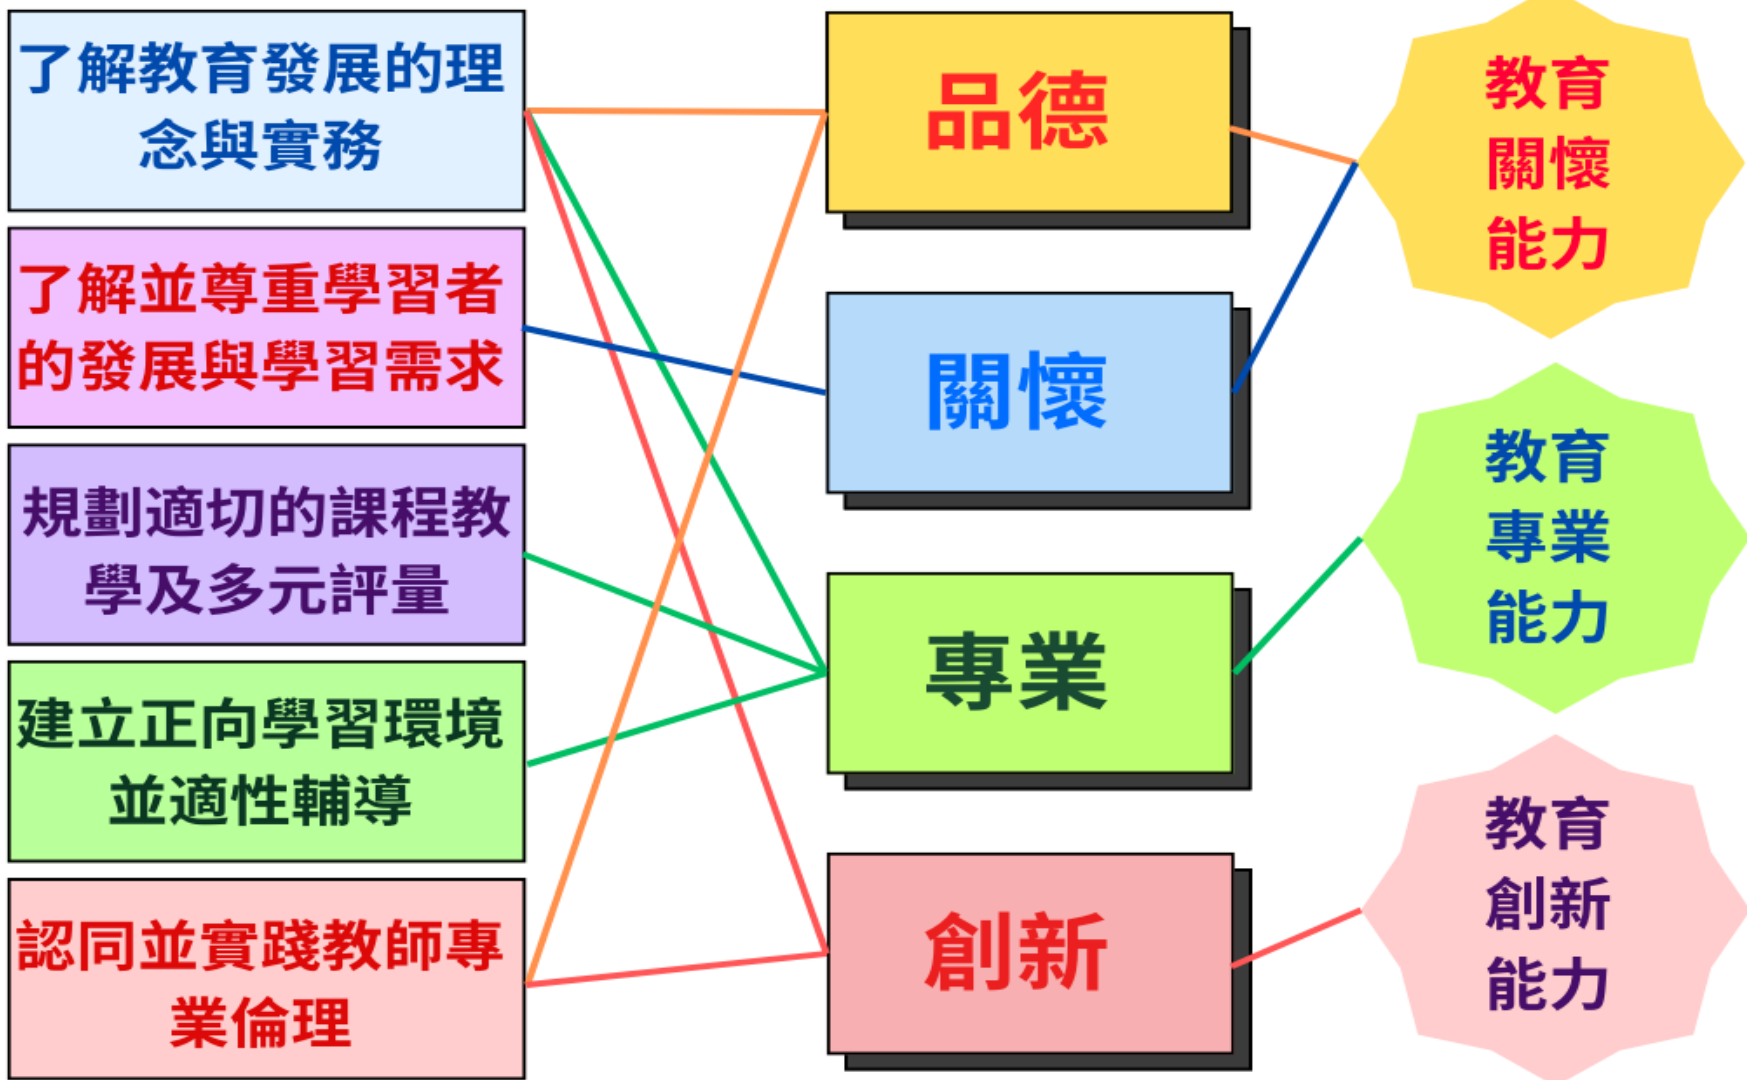 了解教育發展的理
念與實務
了解並尊重學習者
的發展與學習需求
規劃適切的課程教
學及多元評量
建立正向學習環境
並適性輔導
認同並實踐教師專
業倫理
品德
關懷
專業
創新
教育
關懷
能力
教育
專業
能力
教育
創新
能力